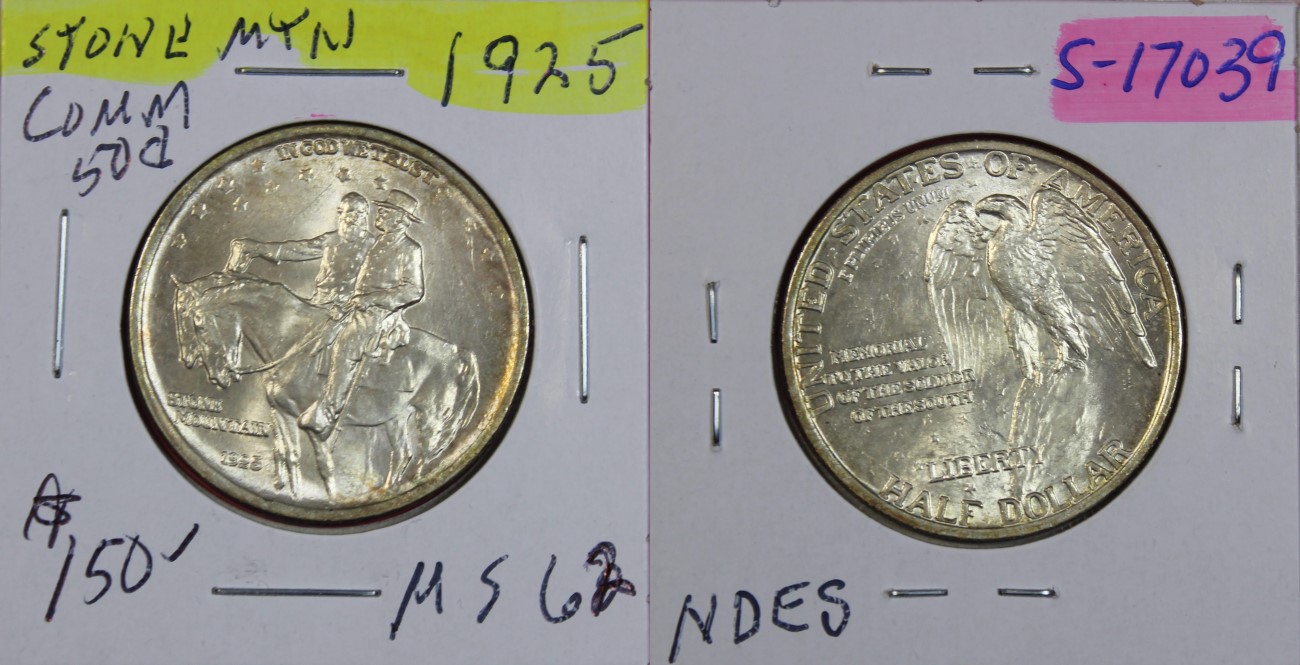 STONE MTN
1925
COMM
50¢
IN GOD WE TRUST
STONE
MOUNTAIN
1925
150
MS 62
S-17039
UNITED STATES OF AMERICA
E PLURIBUS UNUM
MEMORIAL
TO THE VALOR
OF THE SOLDIER
OF THE SOUTH
LIBERTY
HALF DOLLAR
NDES